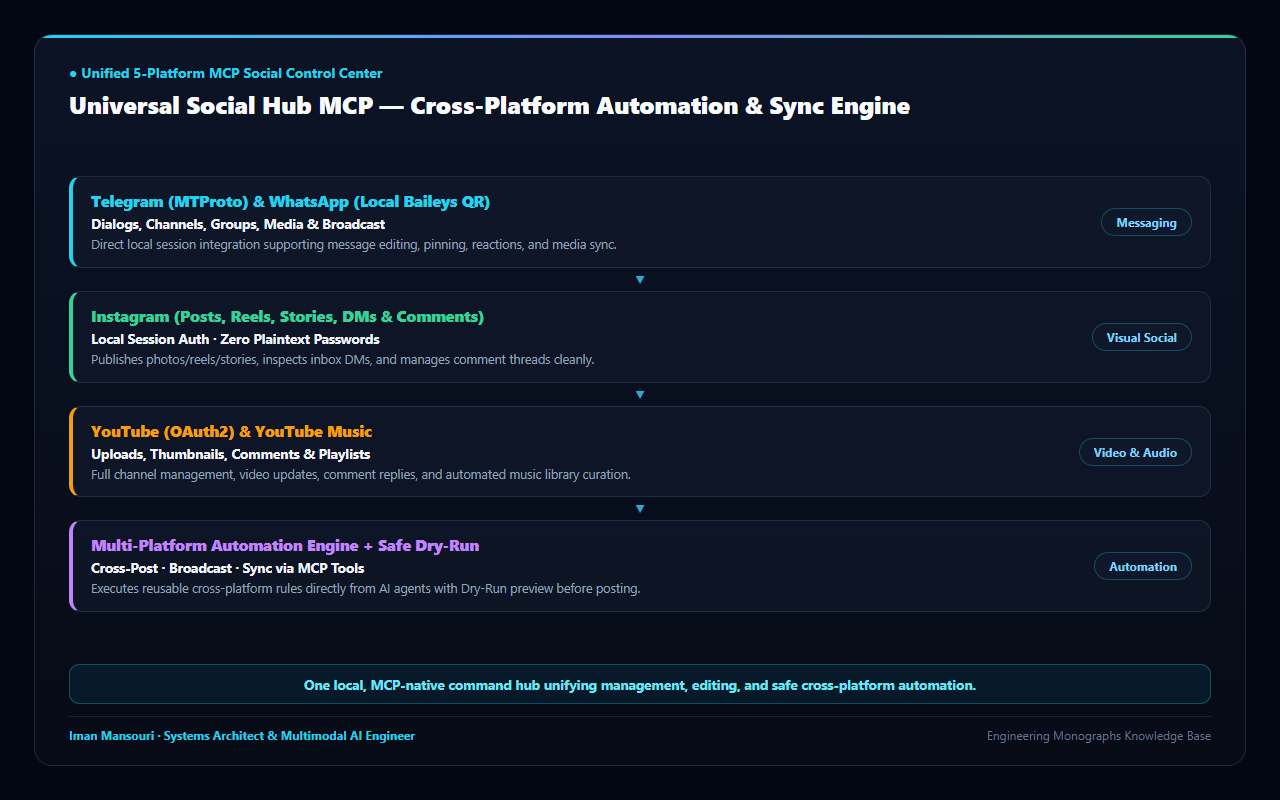 ● Unified 5-Platform MCP Social Control Center
Universal Social Hub MCP — Cross-Platform Automation & Sync Engine
Telegram (MTProto) & WhatsApp (Local Baileys QR)
Dialogs, Channels, Groups, Media & Broadcast
Direct local session integration supporting message editing, pinning, reactions, and media sync.
Messaging
▼
Instagram (Posts, Reels, Stories, DMs & Comments)
Local Session Auth · Zero Plaintext Passwords
Publishes photos/reels/stories, inspects inbox DMs, and manages comment threads cleanly.
Visual Social
▼
YouTube (OAuth2) & YouTube Music
Uploads, Thumbnails, Comments & Playlists
Full channel management, video updates, comment replies, and automated music library curation.
Video & Audio
▼
Multi-Platform Automation Engine + Safe Dry-Run
Cross-Post · Broadcast · Sync via MCP Tools
Executes reusable cross-platform rules directly from AI agents with Dry-Run preview before posting.
Automation
One local, MCP-native command hub unifying management, editing, and safe cross-platform automation.
Iman Mansouri · Systems Architect & Multimodal AI Engineer
Engineering Monographs Knowledge Base